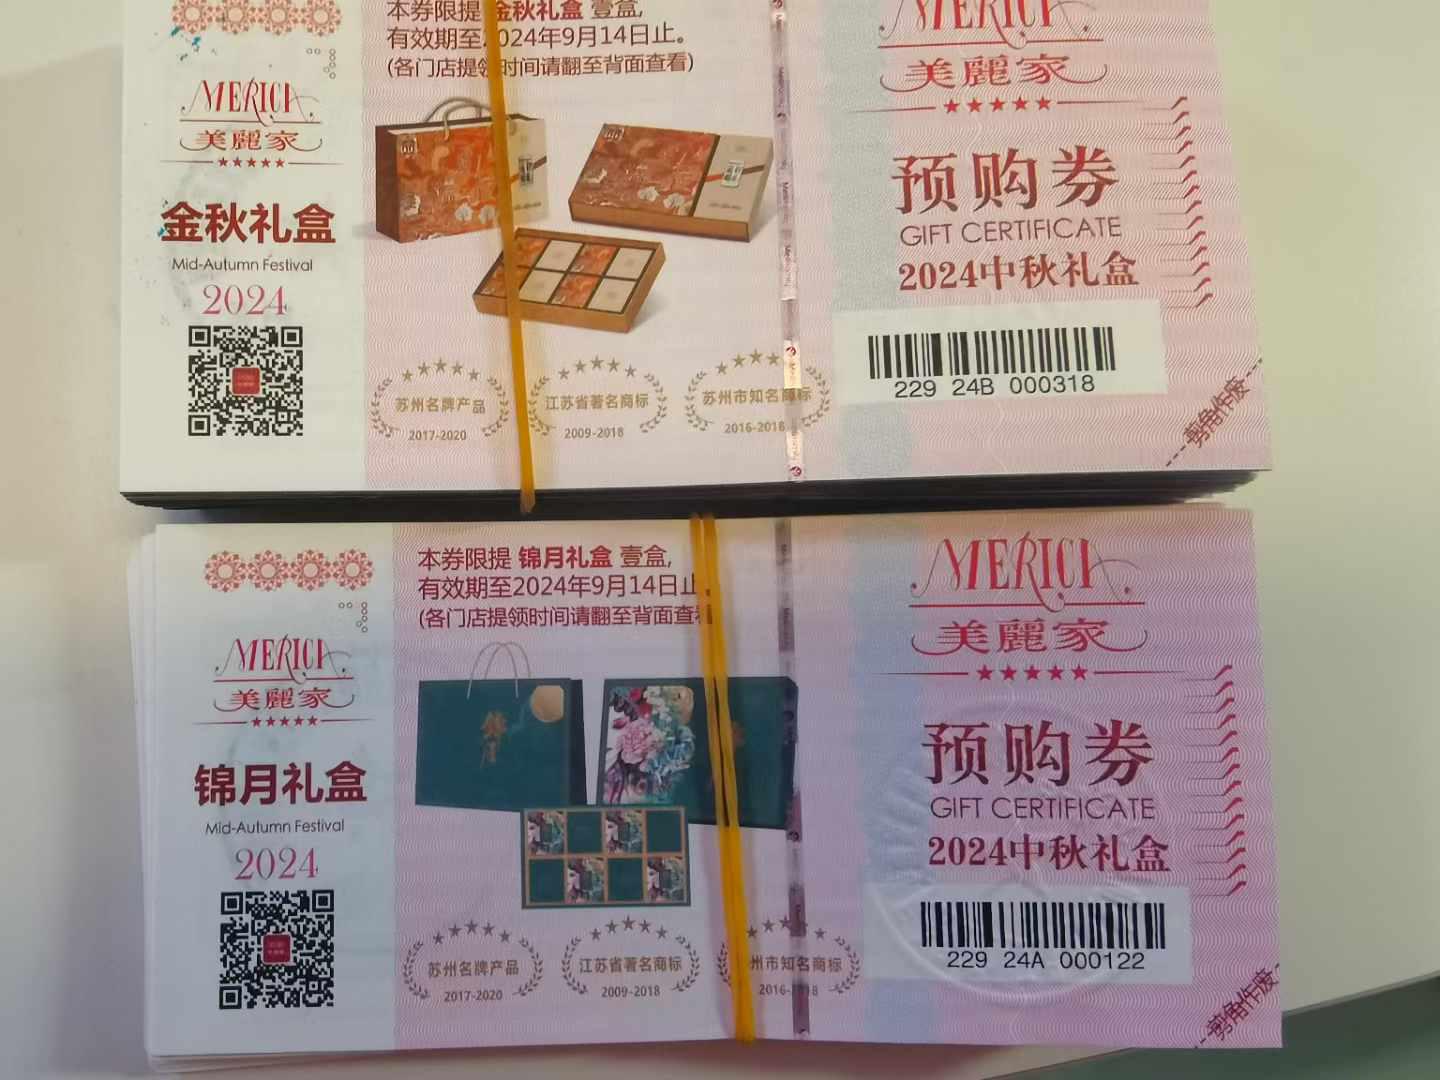 本券限提 金秋礼盒 壹盒,
有效期至2024年9月14日止。
(各门店提领时间请翻至背面查看)
MERICA
美麗家
金秋礼盒
Mid-Autumn Festival
2024
苏州名牌产品
2017-2020
江苏省著名商标
2009-2018
苏州市知名商标
2016-2018
MERICA
美麗家
预购券
GIFT CERTIFICATE
2024中秋礼盒
229 24B 000318
剪角作废
本券限提 锦月礼盒 壹盒,
有效期至2024年9月14日止
(各门店提领时间请翻至背面查看
MERICA
美麗家
锦月礼盒
Mid-Autumn Festival
2024
锦月
苏州名牌产品
2017-2020
江苏省著名商标
2009-2018
州市知名商标
2016-2018
MERICA
美麗家
预购券
GIFT CERTIFICATE
2024中秋礼盒
229 24A 000122
剪角作废